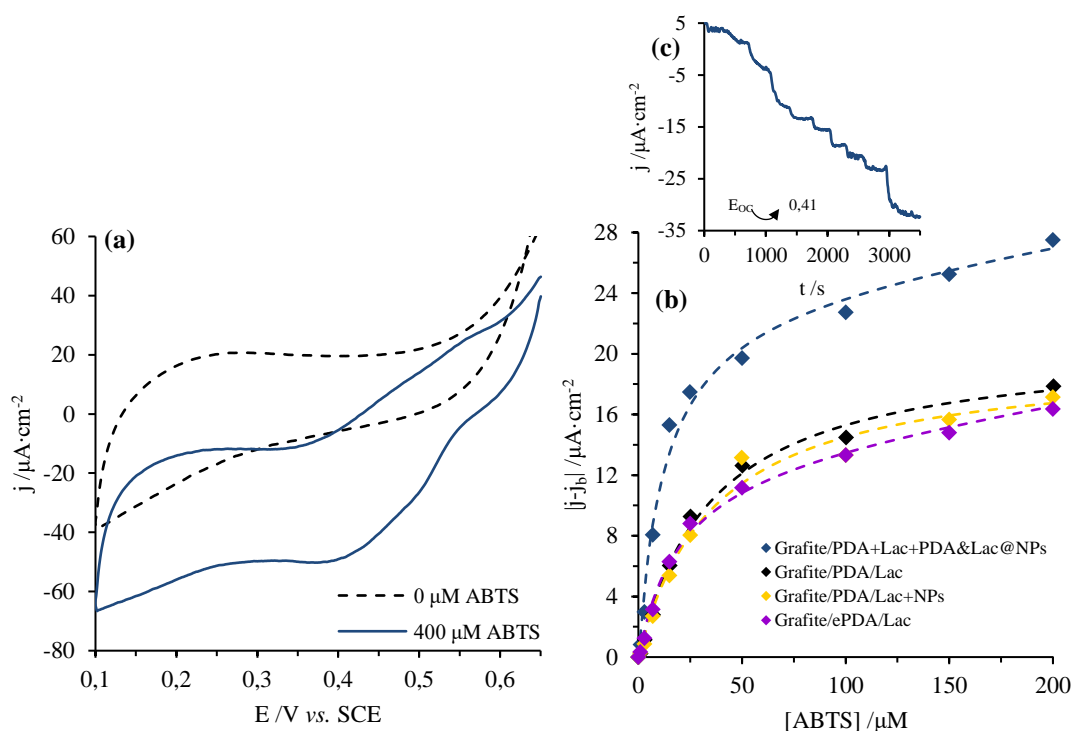 (c)
5
-5
-15
-25
-35
j /µA·cm-2
EOC 0,41
0 1000 2000 3000
t /s
(a)
60
40
20
0
-20
-40
-60
-80
j /µA·cm-2
0 µM ABTS
400 µM ABTS
0,1 0,2 0,3 0,4 0,5 0,6
E /V vs. SCE
(b)
28
24
20
16
12
8
4
0
|j-jb| /µA·cm-2
Grafite/PDA+Lac+PDA&Lac@NPs
Grafite/PDA/Lac
Grafite/PDA/Lac+NPs
Grafite/ePDA/Lac
0 50 100 150 200
[ABTS] /µM